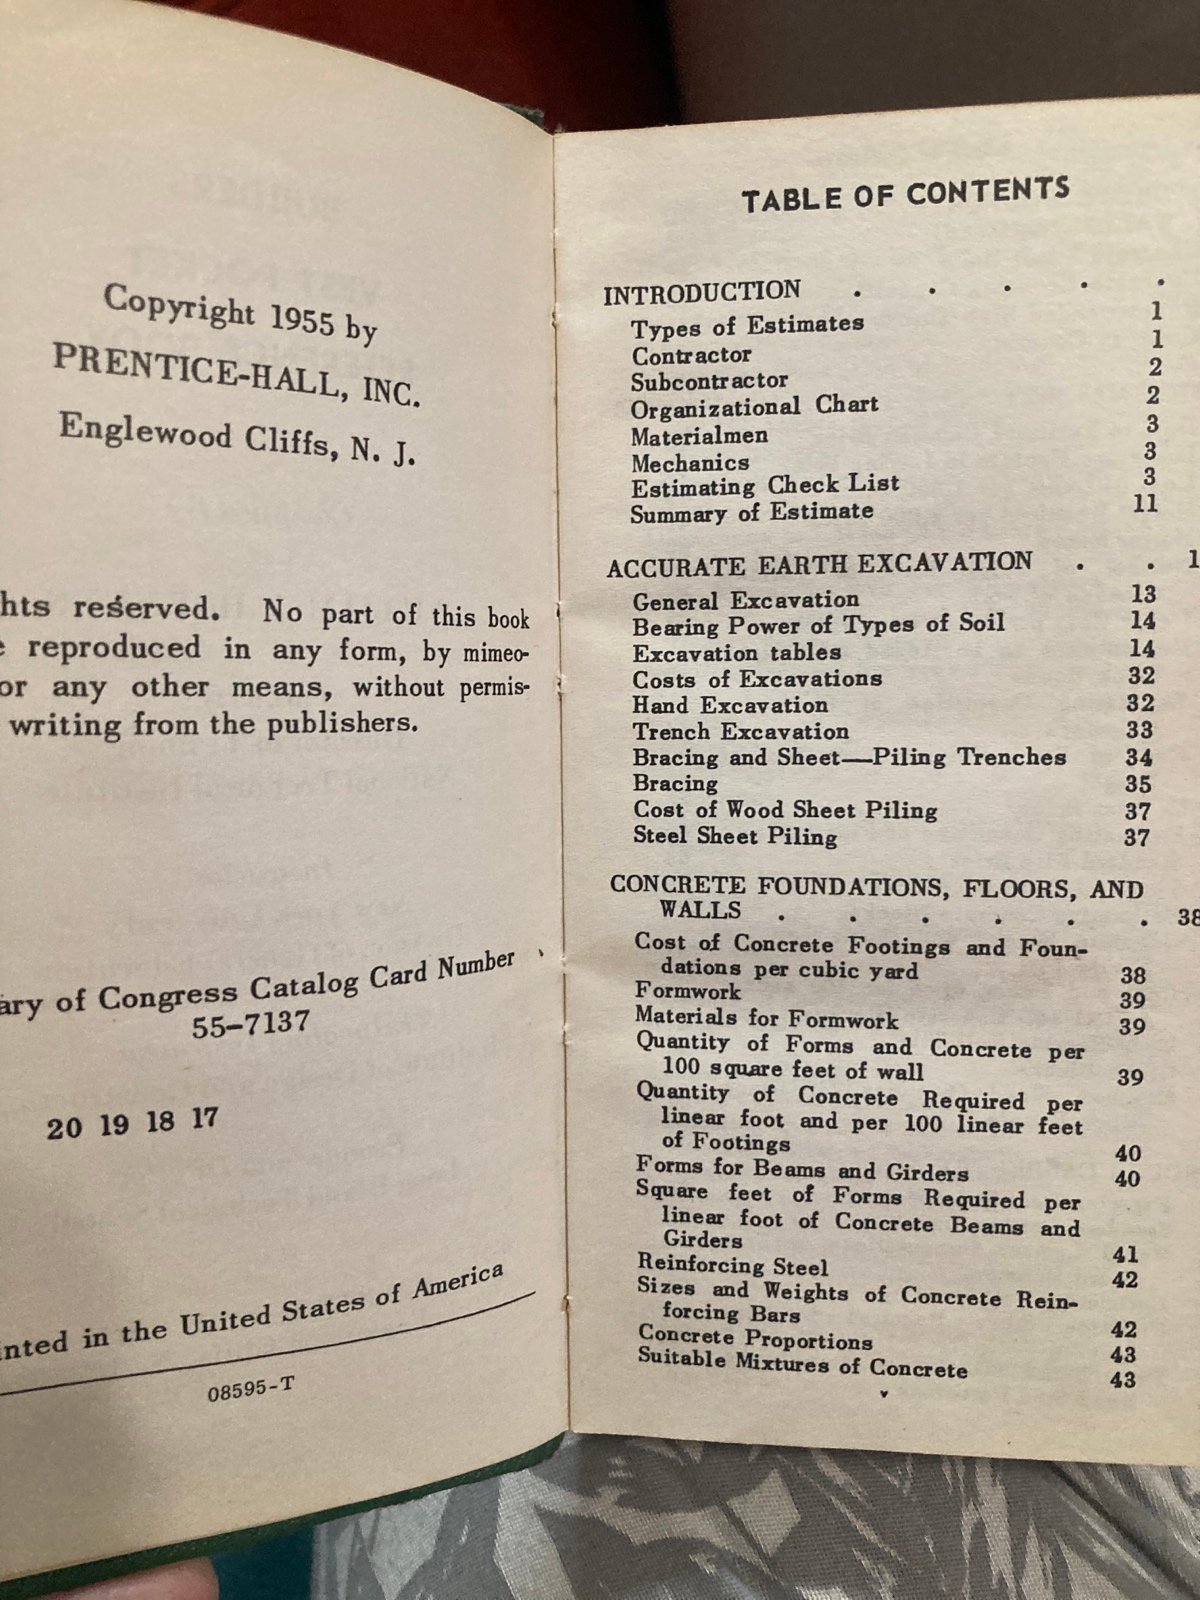 Copyright 1955 by
PRENTICE-HALL, INC.
Englewood Cliffs, N. J.
hts reserved. No part of this book
e reproduced in any form, by mimeo-
or any other means, without permis-
writing from the publishers.
ary of Congress Catalog Card Number
55-7137
20 19 18 17
inted in the United States of America
08595-T
TABLE OF CONTENTS
INTRODUCTION . . . . .
Types of Estimates 1
Contractor 1
Subcontractor 2
Organizational Chart 2
Materialmen 3
Mechanics 3
Estimating Check List 3
Summary of Estimate 11
ACCURATE EARTH EXCAVATION . . 1
General Excavation 13
Bearing Power of Types of Soil 14
Excavation tables 14
Costs of Excavations 32
Hand Excavation 32
Trench Excavation 33
Bracing and Sheet—Piling Trenches 34
Bracing 35
Cost of Wood Sheet Piling 37
Steel Sheet Piling 37
CONCRETE FOUNDATIONS, FLOORS, AND
WALLS . . . . . . 38
Cost of Concrete Footings and Foun-
dations per cubic yard 38
Formwork 39
Materials for Formwork 39
Quantity of Forms and Concrete per
100 square feet of wall 39
Quantity of Concrete Required per
linear foot and per 100 linear feet
of Footings 40
Forms for Beams and Girders 40
Square feet of Forms Required per
linear foot of Concrete Beams and
Girders 41
Reinforcing Steel 42
Sizes and Weights of Concrete Rein-
forcing Bars 42
Concrete Proportions 43
Suitable Mixtures of Concrete 43
v